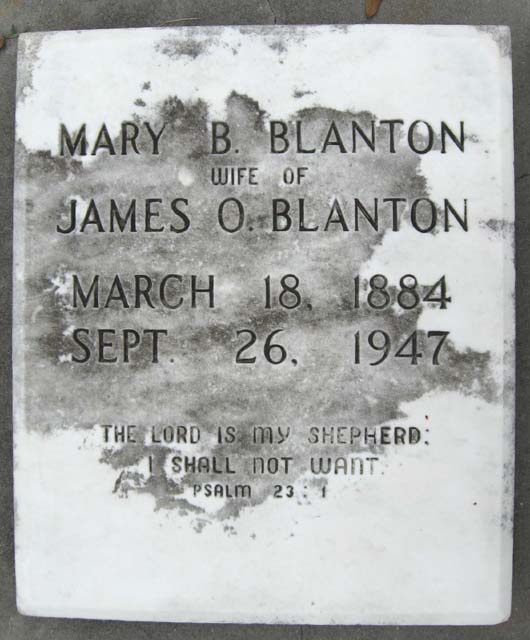 MARY B. BLANTON
WIFE OF
JAMES O. BLANTON
MARCH 18, 1884
SEPT. 26, 1947
THE LORD IS MY SHEPHERD:
I SHALL NOT WANT.
PSALM 23:1